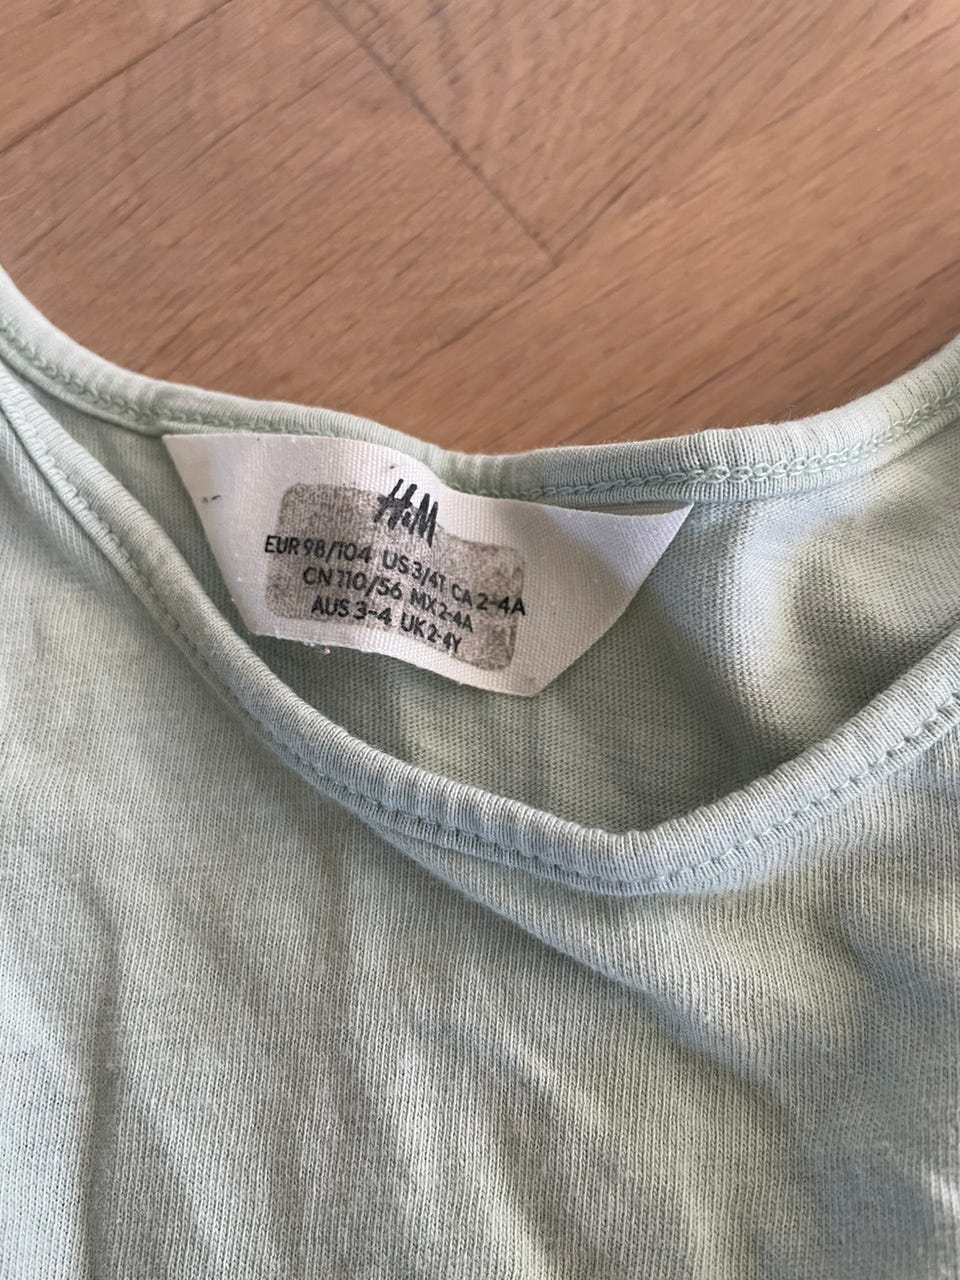 H&M
EUR 98/104 US 3/4T CA 2-4A
CN 110/56 MX 2-4A
AUS 3-4 UK 2-4Y